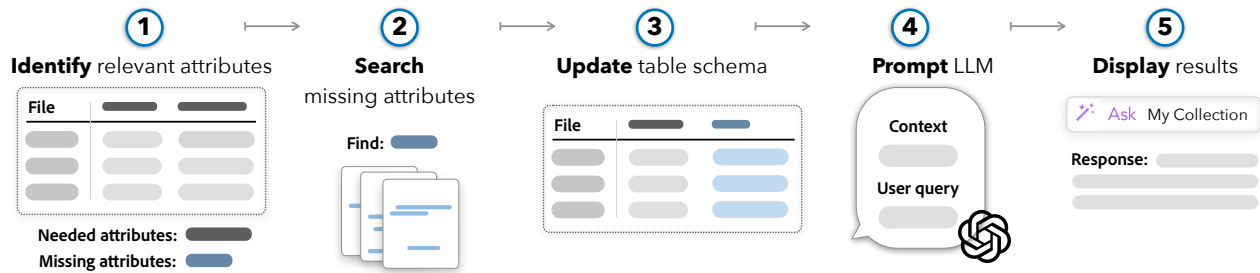 1
Identify relevant attributes
File
Needed attributes:
Missing attributes:
2
Search
missing attributes
Find:
3
Update table schema
File
4
Prompt LLM
Context
User query
5
Display results
Ask My Collection
Response: